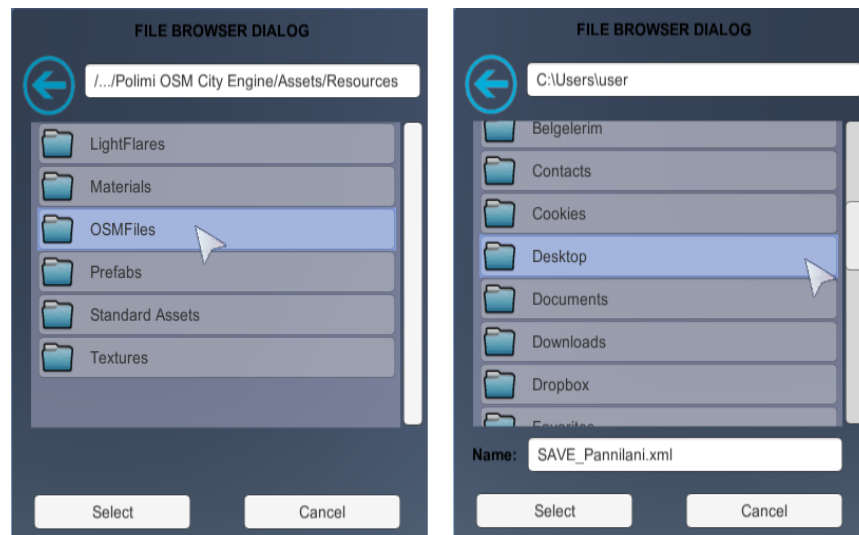 FILE BROWSER DIALOG
/.../Polimi OSM City Engine/Assets/Resources
LightFlares
Materials
OSMFiles
Prefabs
Standard Assets
Textures
Select
Cancel
FILE BROWSER DIALOG
C:\Users\user
Belgelerim
Contacts
Cookies
Desktop
Documents
Downloads
Dropbox
Favorites
Name:
SAVE_Pannilani.xml
Select
Cancel